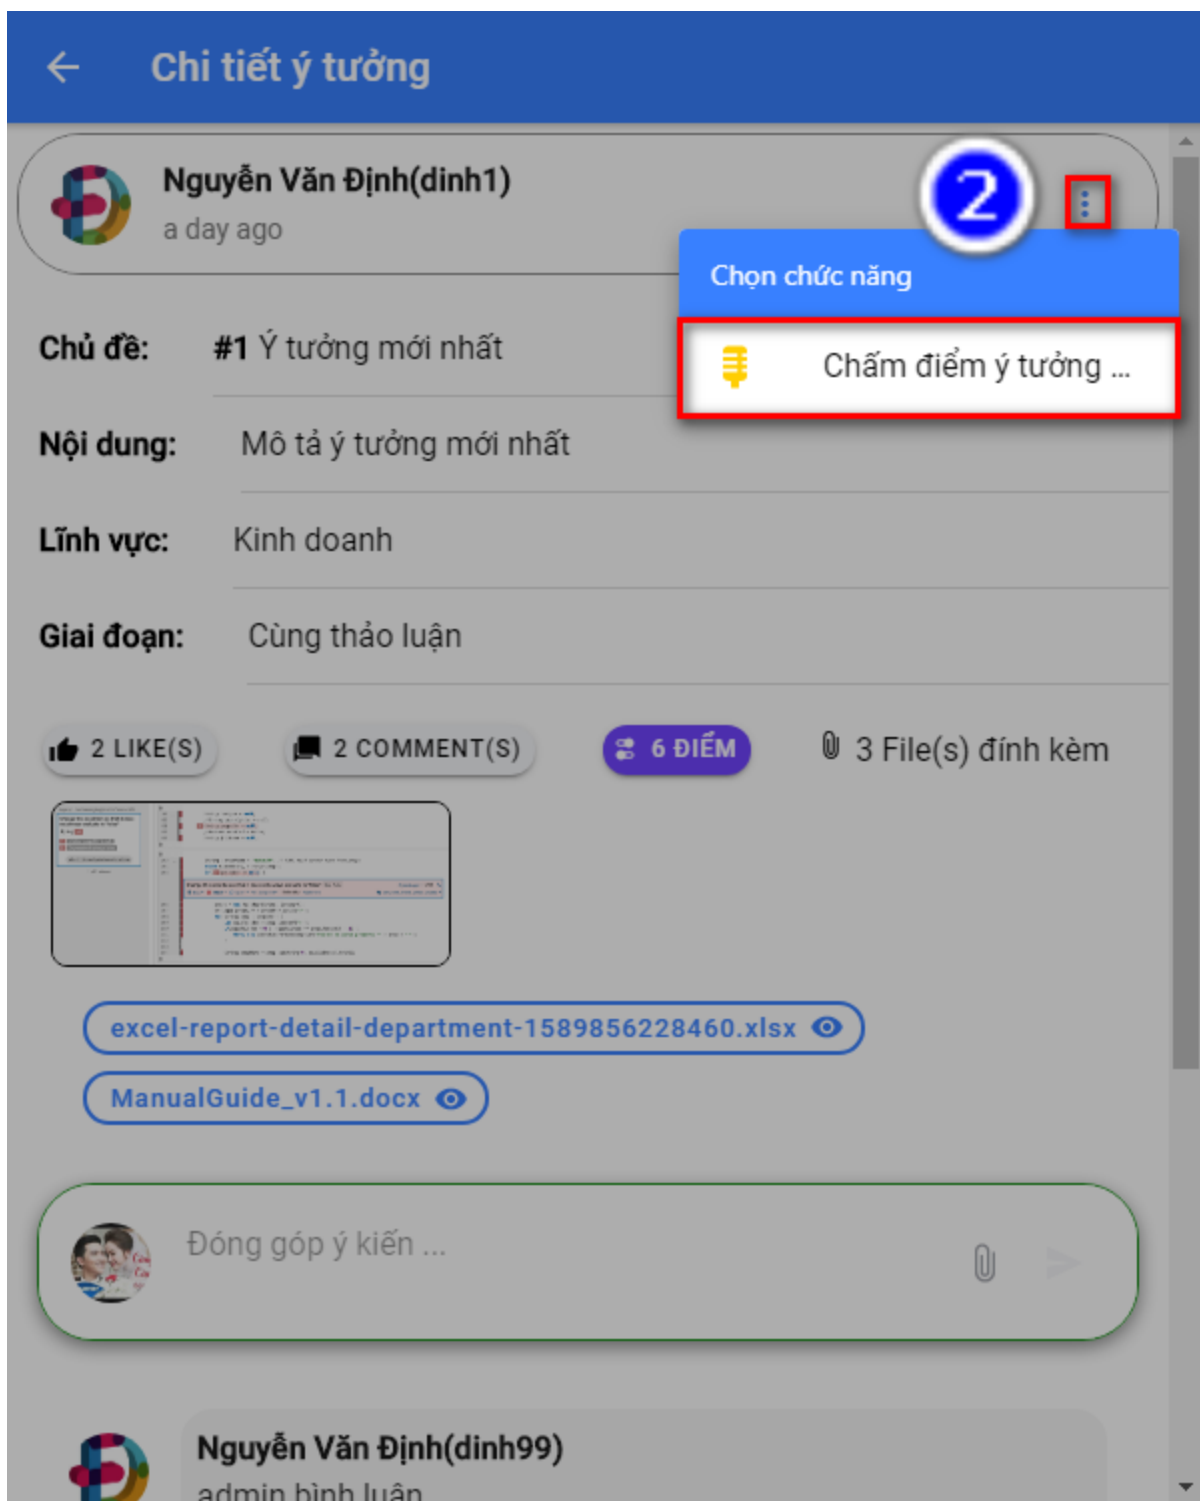 Chi tiết ý tưởng
Nguyễn Văn Định(dinh1)
a day ago
2
Chọn chức năng
Chấm điểm ý tưởng ...
Chủ đề: #1 Ý tưởng mới nhất
Nội dung: Mô tả ý tưởng mới nhất
Lĩnh vực: Kinh doanh
Giai đoạn: Cùng thảo luận
2 LIKE(S) 2 COMMENT(S) 6 ĐIỂM 3 File(s) đính kèm
excel-report-detail-department-1589856228460.xlsx
ManualGuide_v1.1.docx
Đóng góp ý kiến ...
Nguyễn Văn Định(dinh99)
admin bình luận